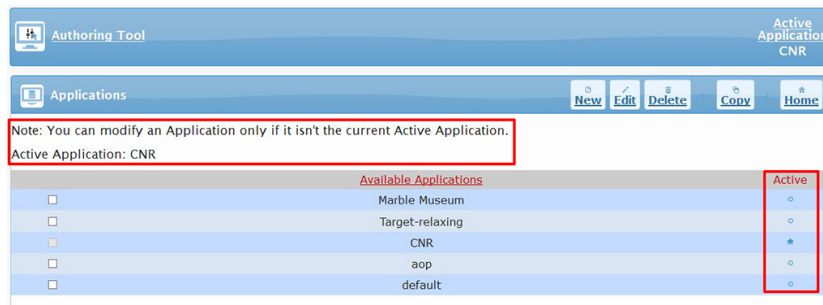 Authoring Tool
Active
Application
CNR
Applications
New Edit Delete Copy Home
Note: You can modify an Application only if it isn't the current Active Application.
Active Application: CNR
Available Applications Active
Marble Museum
Target-relaxing
CNR
aop
default